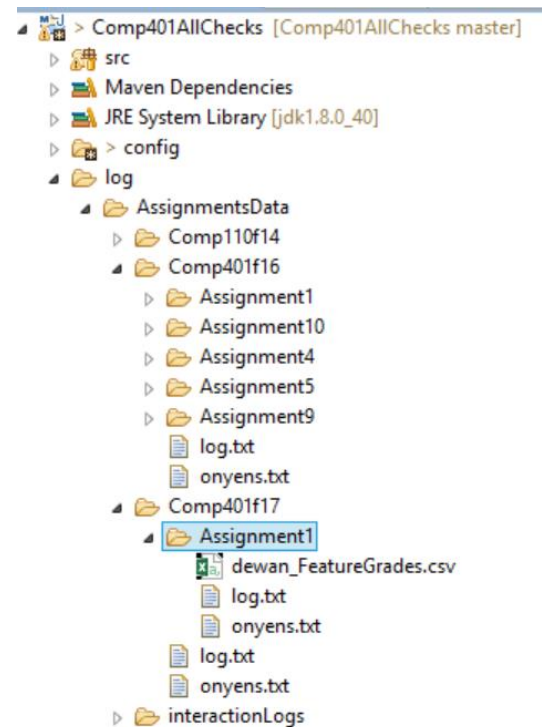 > Comp401AllChecks [Comp401AllChecks master]
src
Maven Dependencies
JRE System Library [jdk1.8.0_40]
> config
log
AssignmentsData
Comp110f14
Comp401f16
Assignment1
Assignment10
Assignment4
Assignment5
Assignment9
log.txt
onyens.txt
Comp401f17
Assignment1
dewan_FeatureGrades.csv
log.txt
onyens.txt
log.txt
onyens.txt
interactionLogs